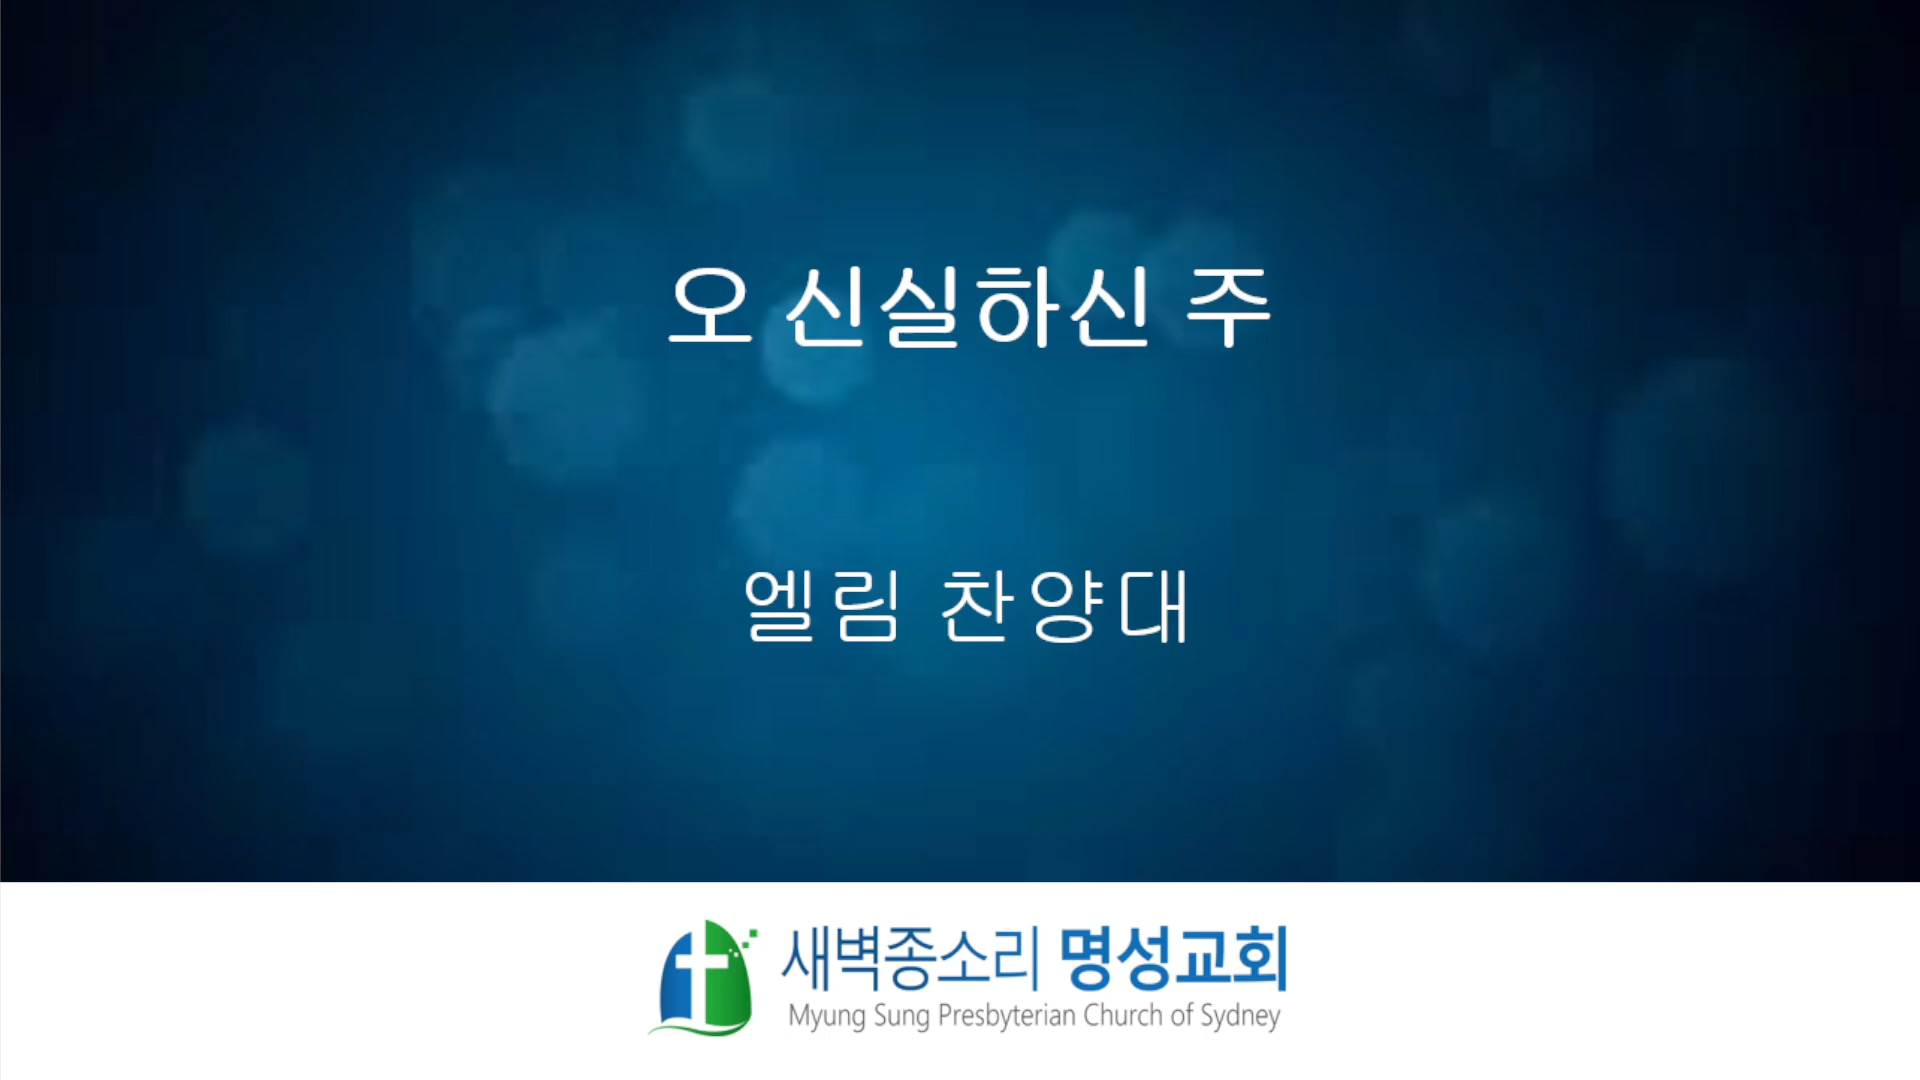 오 신실하신 주
엘림 찬양대
새벽종소리 명성교회
Myung Sung Presbyterian Church of Sydney